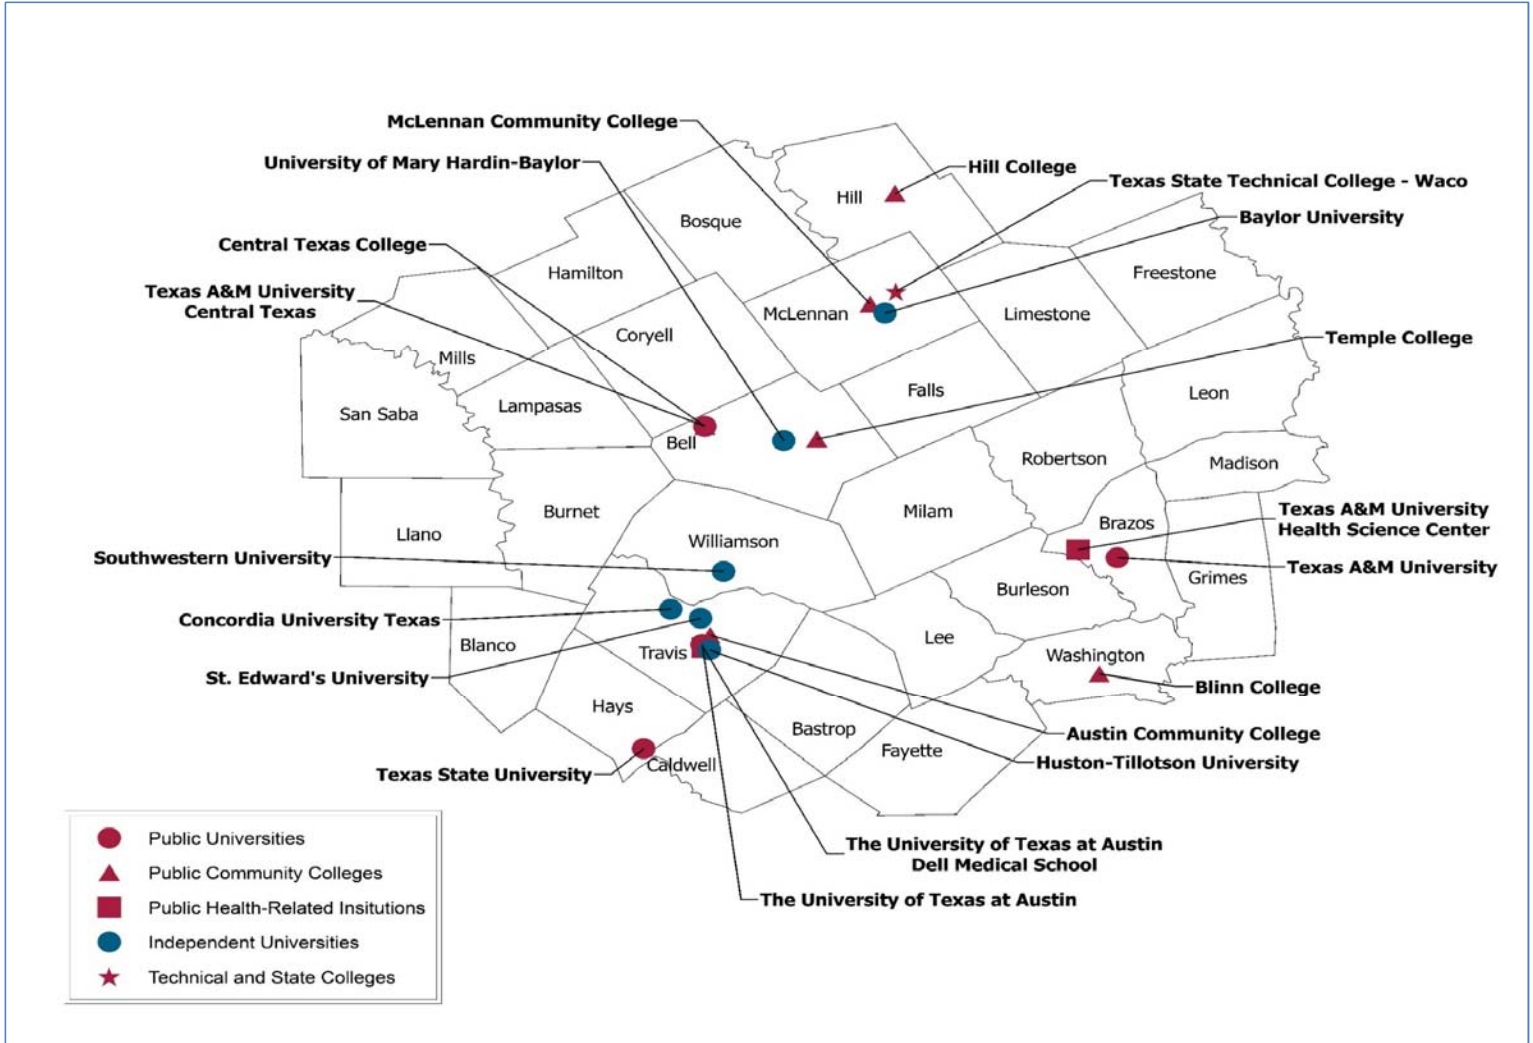 McLennan Community College
University of Mary Hardin-Baylor
Hill College
Texas State Technical College - Waco
Hill
Baylor University
Bosque
Central Texas College
Hamilton
Freestone
Texas A&M University
Central Texas
McLennan
Limestone
Coryell
Temple College
Mills
Falls
Leon
Lampasas
San Saba
Bell
Robertson
Madison
Burnet
Milam
Texas A&M University
Health Science Center
Brazos
Llano
Williamson
Southwestern University
Texas A&M University
Grimes
Burleson
Concordia University Texas
Lee
Blanco
Travis
Washington
St. Edward's University
Blinn College
Hays
Bastrop
Austin Community College
Fayette
Caldwell
Huston-Tillotson University
Texas State University
The University of Texas at Austin
Dell Medical School
The University of Texas at Austin
Public Universities
Public Community Colleges
Public Health-Related Insitutions
Independent Universities
Technical and State Colleges